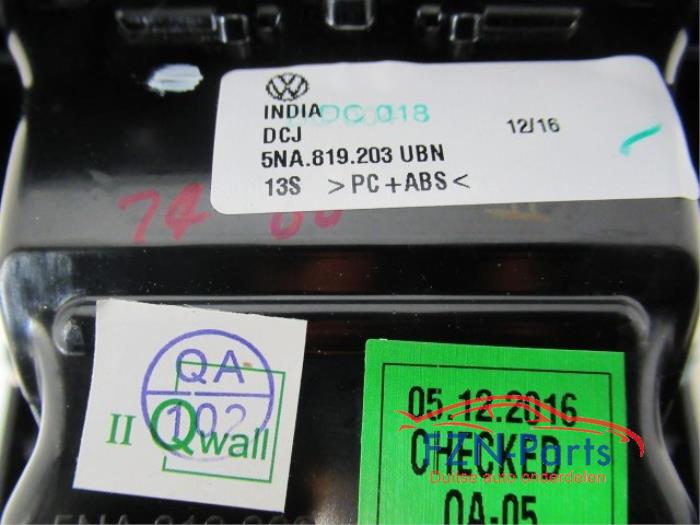 INDIA DC 018
DCJ
12/16
5NA.819.203 UBN
13S >PC+ABS<
74
QA
102
II Qwall
05.12.2016
CHECKED
QA-05
FZN-Parts
Duitse auto onderdelen